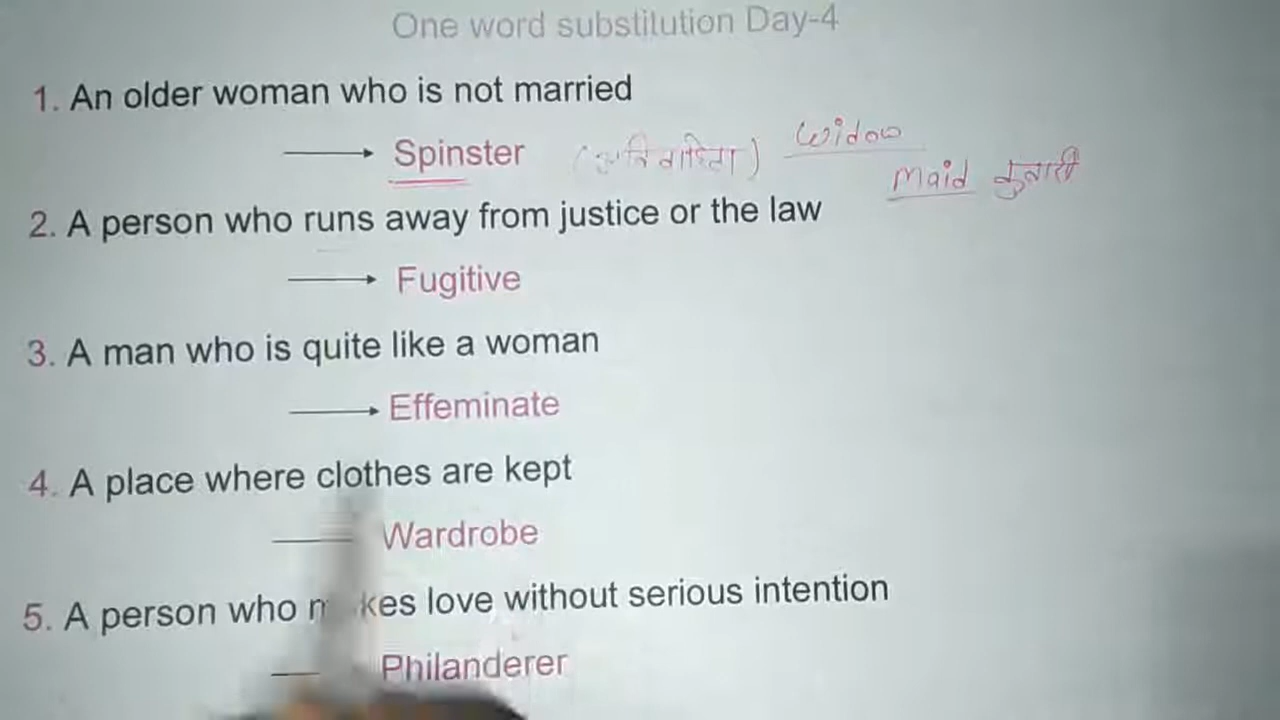 One word substitution Day-4
1. An older woman who is not married
→ Spinster (अविवाहिता) Widow
Maid कुवारी
2. A person who runs away from justice or the law
→ Fugitive
3. A man who is quite like a woman
→ Effeminate
4. A place where clothes are kept
Wardrobe
5. A person who love without serious intention
Philanderer